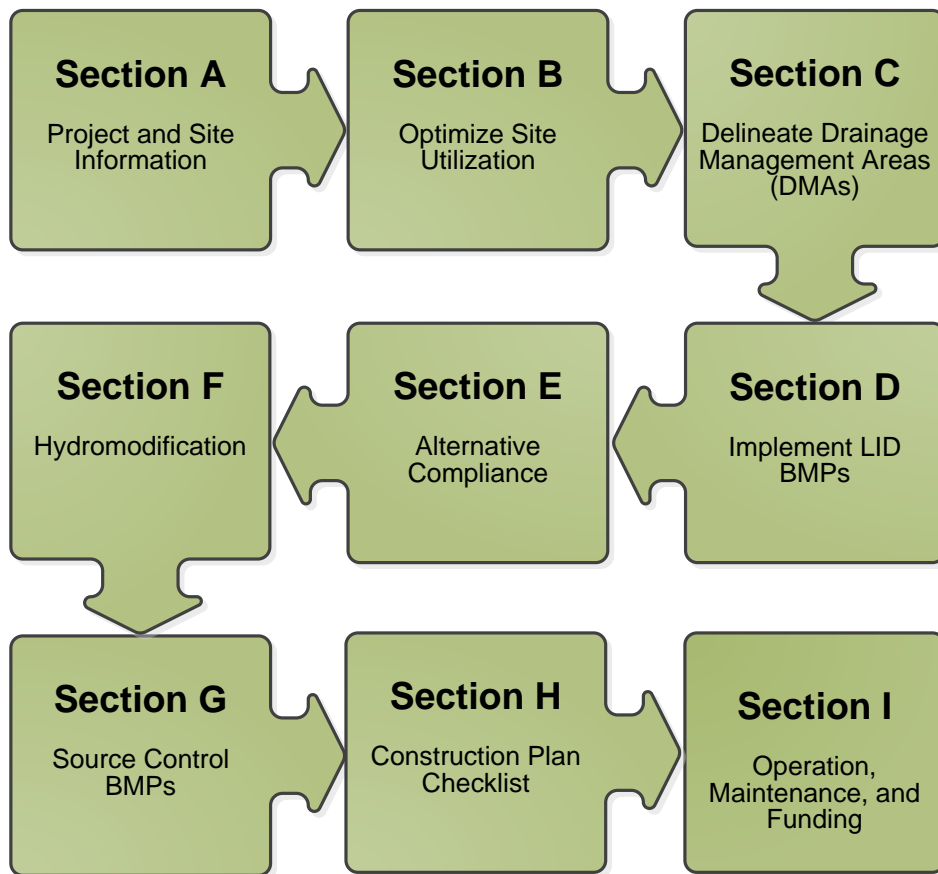 Section A
Project and Site
Information
Section B
Optimize Site
Utilization
Section C
Delineate Drainage
Management Areas
(DMAs)
Section D
Implement LID
BMPs
Section E
Alternative
Compliance
Section F
Hydromodification
Section G
Source Control
BMPs
Section H
Construction Plan
Checklist
Section I
Operation,
Maintenance, and
Funding